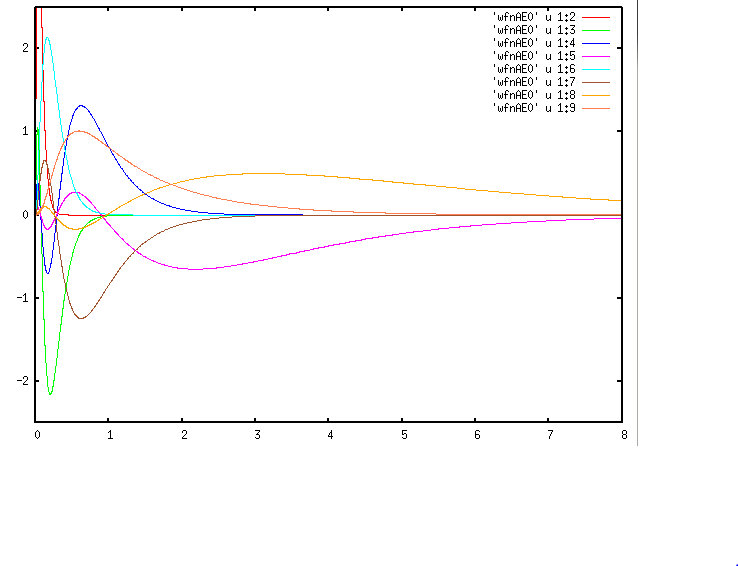 'wfnAE0' u 1:2
'wfnAE0' u 1:3
'wfnAE0' u 1:4
'wfnAE0' u 1:5
'wfnAE0' u 1:6
'wfnAE0' u 1:7
'wfnAE0' u 1:8
'wfnAE0' u 1:9
2
1
0
-1
-2
0 1 2 3 4 5 6 7 8